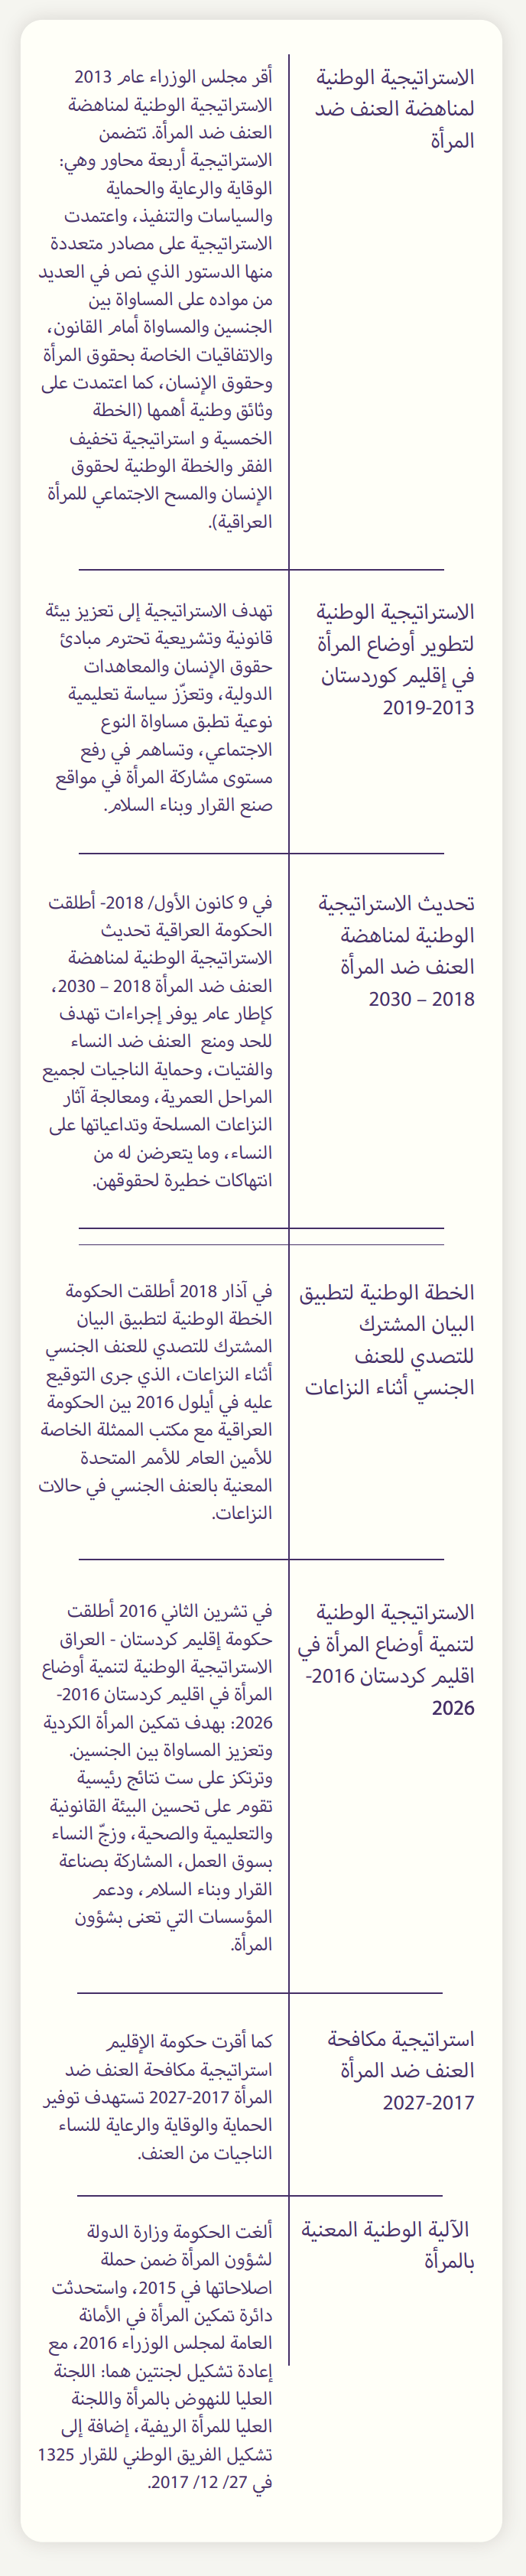 الاستراتيجية الوطنية
لمناهضة العنف ضد
المرأة
أقر مجلس الوزراء عام 2013
الاستراتيجية الوطنية لمناهضة
العنف ضد المرأة. تتضمن
الاستراتيجية أربعة محاور وهي:
الوقاية والرعاية والحماية
والسياسات والتنفيذ، واعتمدت
الاستراتيجية على مصادر متعددة
منها الدستور الذي نص في العديد
من مواده على المساواة بين
الجنسين والمساواة أمام القانون،
والاتفاقيات الخاصة بحقوق المرأة
وحقوق الإنسان، كما اعتمدت على
وثائق وطنية أهمها (الخطة
الخمسية و استراتيجية تخفيف
الفقر والخطة الوطنية لحقوق
الإنسان والمسح الاجتماعي للمرأة
العراقية).
الاستراتيجية الوطنية
لتطوير أوضاع المرأة
في إقليم كوردستان
2019-2013
تهدف الاستراتيجية إلى تعزيز بيئة
قانونية وتشريعية تحترم مبادئ
حقوق الإنسان والمعاهدات
الدولية، وتعزّز سياسة تعليمية
نوعية تطبق مساواة النوع
الاجتماعي، وتساهم في رفع
مستوى مشاركة المرأة في مواقع
صنع القرار وبناء السلام.
تحديث الاستراتيجية
الوطنية لمناهضة
العنف ضد المرأة
2018 – 2030
في 9 كانون الأول/ 2018- أطلقت
الحكومة العراقية تحديث
الاستراتيجية الوطنية لمناهضة
العنف ضد المرأة 2018 – 2030،
كإطار عام يوفر إجراءات تهدف
للحد ومنع  العنف ضد النساء
والفتيات، وحماية الناجيات لجميع
المراحل العمرية، ومعالجة آثار
النزاعات المسلحة وتداعياتها على
النساء، وما يتعرضن له من
انتهاكات خطيرة لحقوقهن.
الخطة الوطنية لتطبيق
البيان المشترك
للتصدي للعنف
الجنسي أثناء النزاعات
في آذار 2018 أطلقت الحكومة
الخطة الوطنية لتطبيق البيان
المشترك للتصدي للعنف الجنسي
أثناء النزاعات، الذي جرى التوقيع
عليه في أيلول 2016 بين الحكومة
العراقية مع مكتب الممثلة الخاصة
للأمين العام للأمم المتحدة
المعنية بالعنف الجنسي في حالات
النزاعات.
الاستراتيجية الوطنية
لتنمية أوضاع المرأة في
اقليم كردستان 2016-
2026
في تشرين الثاني 2016 أطلقت
حكومة إقليم كردستان - العراق
الاستراتيجية الوطنية لتنمية أوضاع
المرأة في اقليم كردستان 2016-
2026: بهدف تمكين المرأة الكردية
وتعزيز المساواة بين الجنسين.
وترتكز على ست نتائج رئيسية
تقوم على تحسين البيئة القانونية
والتعليمية والصحية، وزجّ النساء
بسوق العمل، المشاركة بصناعة
القرار وبناء السلام، ودعم
المؤسسات التي تعنى بشؤون
المرأة.
استراتيجية مكافحة
العنف ضد المرأة
2027-2017
كما أقرت حكومة الإقليم
استراتيجية مكافحة العنف ضد
المرأة 2017-2027 تستهدف توفير
الحماية والوقاية والرعاية للنساء
الناجيات من العنف.
الآلية الوطنية المعنية
بالمرأة
ألغت الحكومة وزارة الدولة
لشؤون المرأة ضمن حملة
اصلاحاتها في 2015، واستحدثت
دائرة تمكين المرأة في الأمانة
العامة لمجلس الوزراء 2016، مع
إعادة تشكيل لجنتين هما: اللجنة
العليا للنهوض بالمرأة واللجنة
العليا للمرأة الريفية، إضافة إلى
تشكيل الفريق الوطني للقرار 1325
في 27/ 12/ 2017.